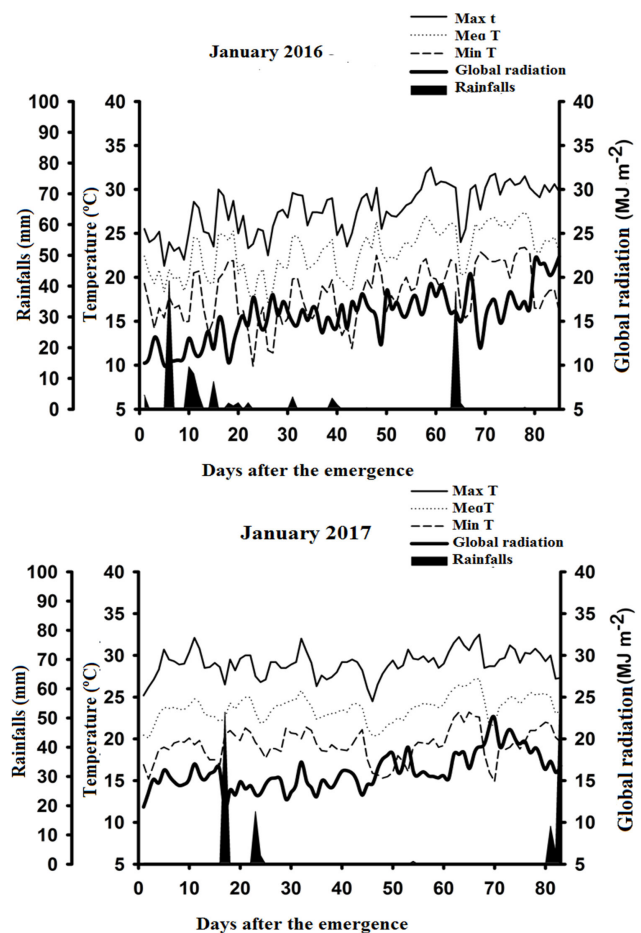 Max t
Meɑ T
January 2016 -
Min T
Global radiation
Rainfalls
100
90
80
70
60
50
40
30
20
10
0
Rainfalls (mm)
40
35
30
25
20
15
10
5
Temperature (ºC)
40
35
30
25
20
15
10
5
Global radiation (MJ m-2)
0 10 20 30 40 50 60 70 80
Days after the emergence
Max T
MeɑT
January 2017
Min T
Global radiation
Rainfalls
100
90
80
70
60
50
40
30
20
10
0
Rainfalls (mm)
40
35
30
25
20
15
10
5
Temperature (ºC)
40
35
30
25
20
15
10
5
Global radiation(MJ m-2)
0 10 20 30 40 50 60 70 80
Days after the emergence